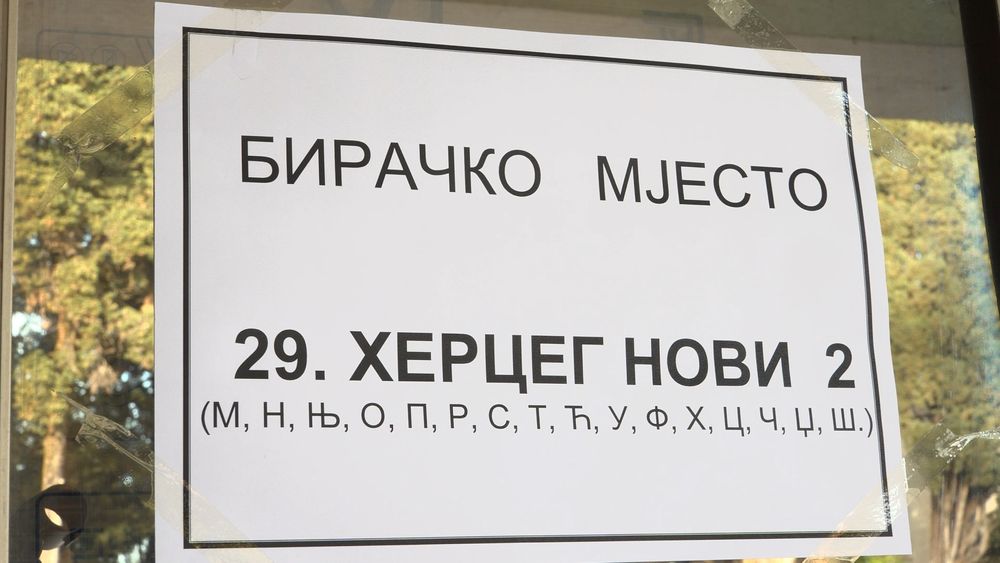 БИРАЧКО МЈЕСТО
29. ХЕРЦЕГ НОВИ 2
(М, Н, Њ, О, П, Р, С, Т, Ћ, У, Ф, Х, Ц, Ч, Џ, Ш.)